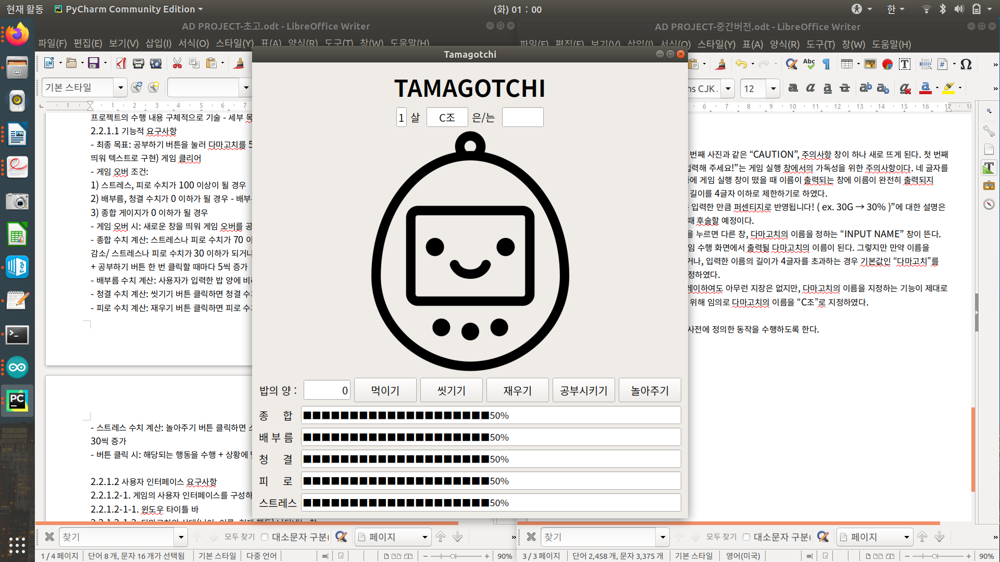 현재 활동
PyCharm Community Edition
(화) 01 : 00
한
AD PROJECT-초고.odt - LibreOffice Writer
파일(F) 편집(E) 보기(V) 삽입(I) 서식(O) 스타일(Y) 표(A) 양식(R) 도구(T) 창(W) 도움말(H)
기본 스타일
1 1 2 3 4 5 6 7
프로젝트의 수행 내용 구체적으로 기술 - 세부
2.2.1.1 기능적 요구사항
- 최종 목표: 공부하기 버튼을 눌러 다마고치를 5
띄워 텍스트로 구현) 게임 클리어
- 게임 오버 조건:
1) 스트레스, 피로 수치가 100 이상이 될 경우
2) 배부름, 청결 수치가 0 이하가 될 경우 - 배부
3) 종합 게이지가 0 이하가 될 경우
- 게임 오버 시: 새로운 창을 띄워 게임 오버를 공
- 종합 수치 계산: 스트레스나 피로 수치가 70 이
감소/ 스트레스나 피로 수치가 30 이하가 되거나
+ 공부하기 버튼 한 번 클릭할 때마다 5씩 증가
- 배부름 수치 계산: 사용자가 입력한 밥 양에 비
- 청결 수치 계산: 씻기기 버튼 클릭하면 청결 수
- 피로 수치 계산: 재우기 버튼 클릭하면 피로 수
- 스트레스 수치 계산: 놀아주기 버튼 클릭하면
30씩 증가
- 버튼 클릭 시: 해당되는 행동을 수행 + 상황에
2.2.1.2 사용자 인터페이스 요구사항
2.2.1.2-1. 게임의 사용자 인터페이스를 구성하
2.2.1.2-1-1. 윈도우 타이틀 바
찾기
모두 찾기
대소문자 구분(
페이지
1 / 4 페이지
단어 8 개, 문자 16 개가 선택됨
기본 스타일
다중 언어
90%
Tamagotchi
TAMAGOTCHI
1 살 C조 은/는
밥의 양 : 0 먹이기 씻기기 재우기 공부시키기 놀아주기
종 합 50%
배 부 름 50%
청 결 50%
피 로 50%
스트레스 50%
AD PROJECT-중간버전.odt - LibreOffice Writer
파일(F) 편집(E) 보기(V) 삽입(I) 서식(O) 스타일(Y) 표(A) 양식(R) 도구(T) 창(W) 도움말(H)
Abc
ns CJK
12
6 7 8 9 10 11 12 13 14 15 16 17 18
번째 사진과 같은 “CAUTION”, 주의사항 창이 하나 새로 뜨게 된다. 첫 번째
입력해 주세요!”는 게임 실행 창에서의 가독성을 위한 주의사항이다. 네 글자를
에 게임 실행 창이 떴을 때 이름이 출력되는 창에 이름이 완전히 출력되지
길이를 4글자 이하로 제한하기로 하였다.
입력한 만큼 퍼센티지로 반영됩니다! ( ex. 30G → 30% )”에 대한 설명은
때 후술할 예정이다.
을 누르면 다른 창, 다마고치의 이름을 정하는 “INPUT NAME” 창이 뜬다.
임 수행 화면에서 출력될 다마고치의 이름이 된다. 그렇지만 만약 이름을
거나, 입력한 이름의 길이가 4글자를 초과하는 경우 기본값인 “다마고치”를
정하였다.
레이하여도 아무런 지장은 없지만, 다마고치의 이름을 지정하는 기능이 제대로
위해 임의로 다마고치의 이름을 “C조”로 지정하였다.
사전에 정의한 동작을 수행하도록 한다.
찾기
모두 찾기
대소문자 구분(
페이지
3 / 3 페이지
단어 2,458 개, 문자 3,375 개
기본 스타일
영어(미국)
90%